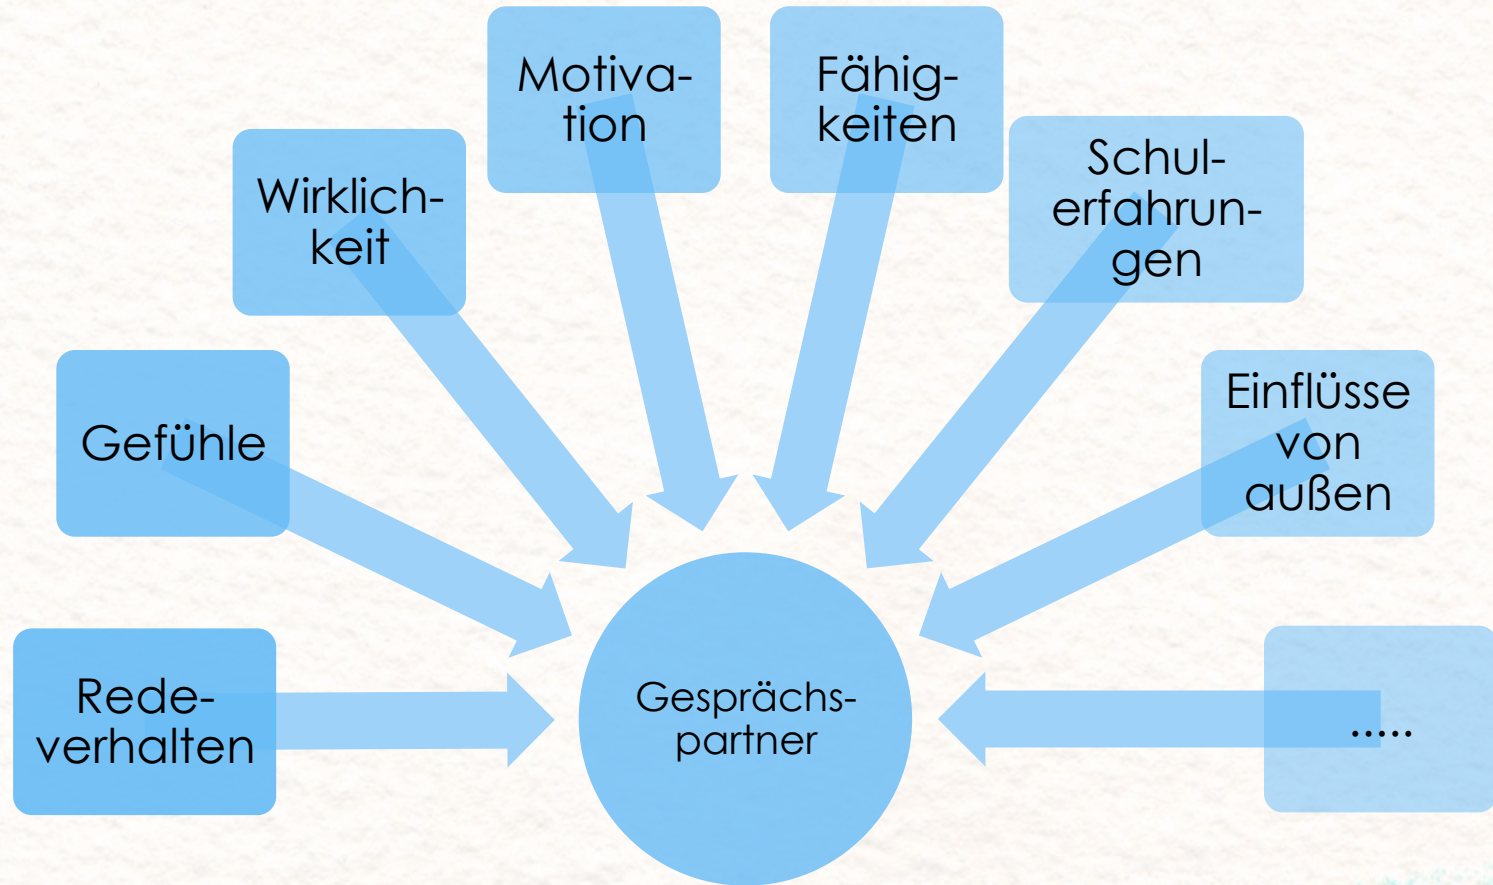 Motiva-
tion
Fähig-
keiten
Wirklich-
keit
Schul-
erfahrun-
gen
Gefühle
Einflüsse
von
außen
Rede-
verhalten
Gesprächs-
partner
.....